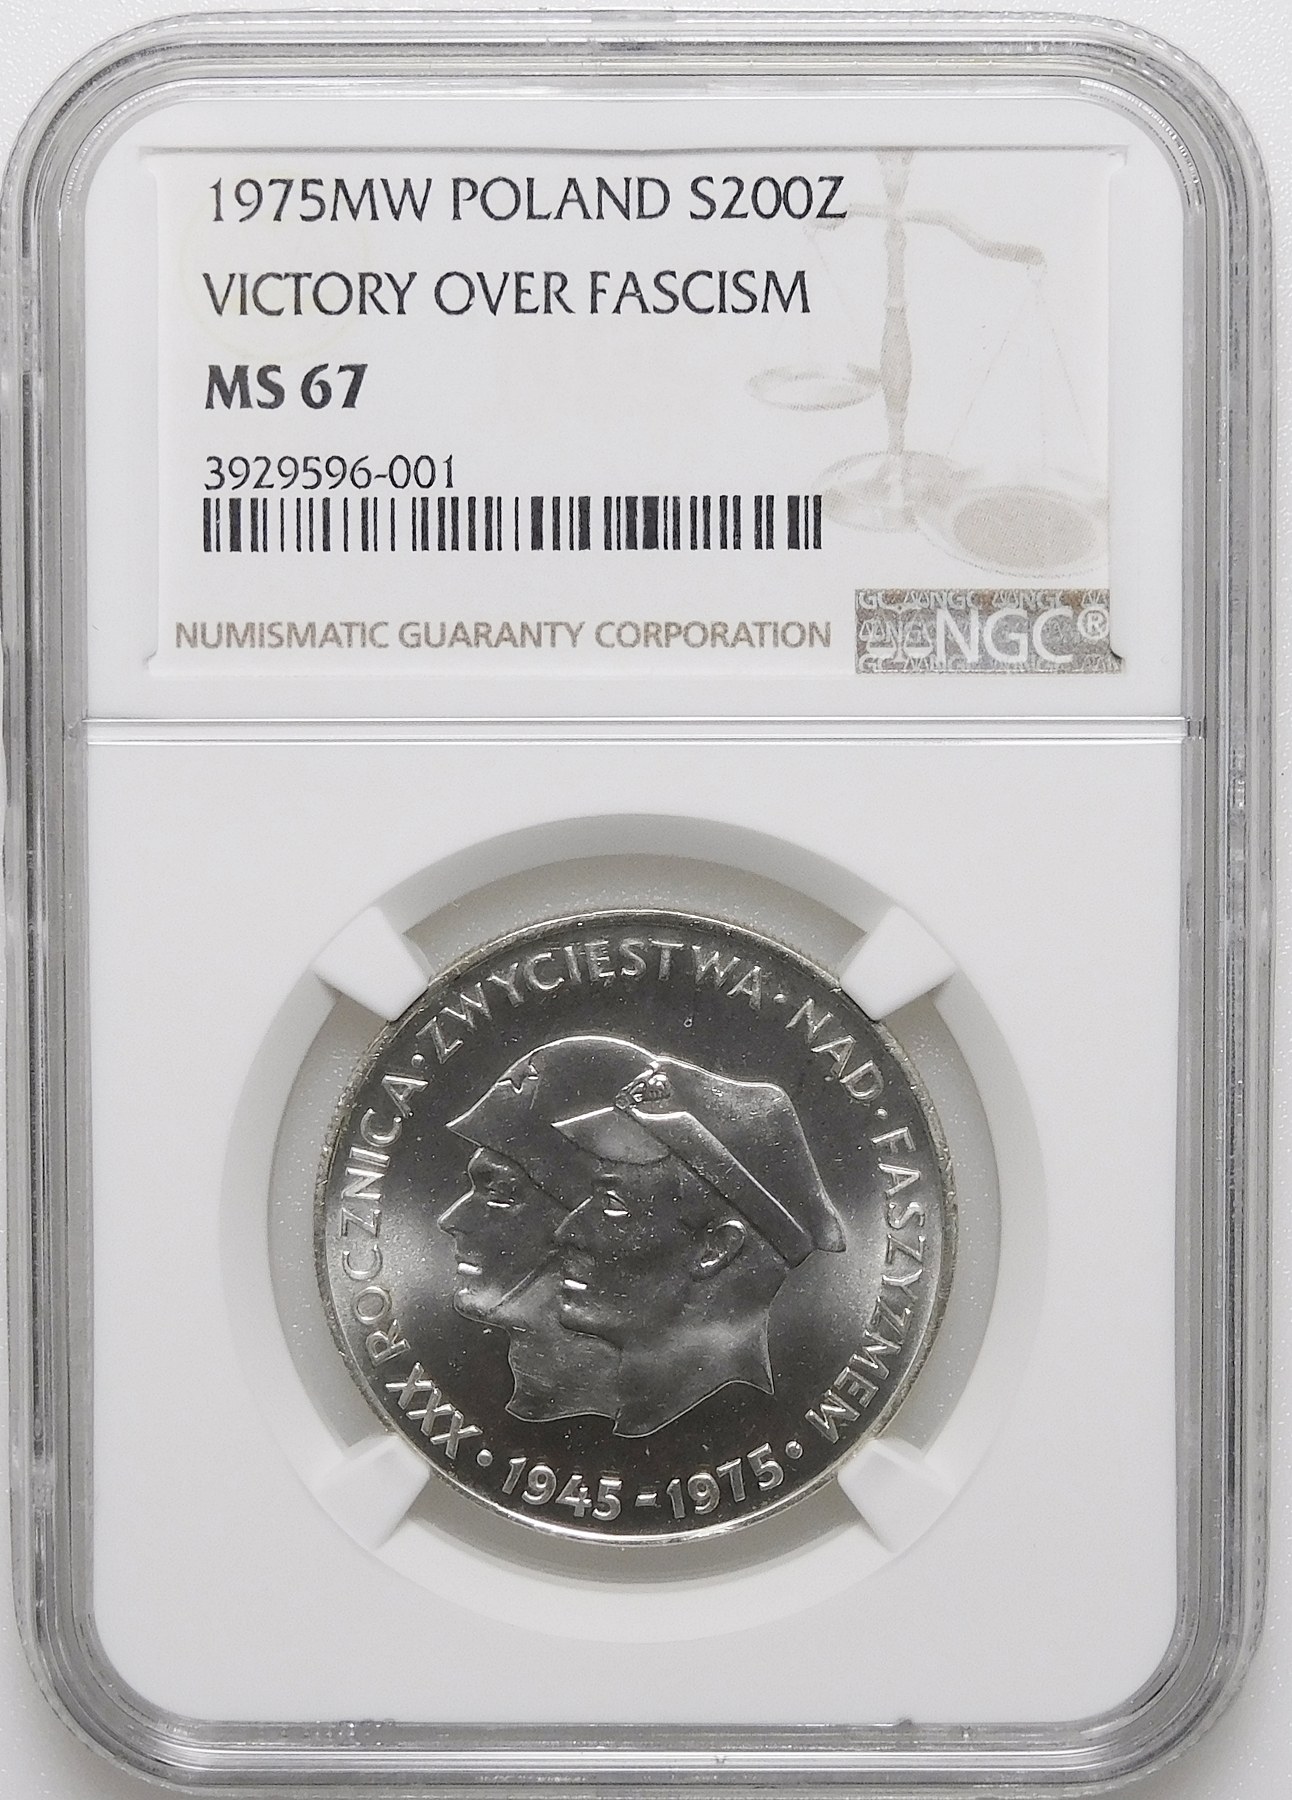 1975MW POLAND S200Z
VICTORY OVER FASCISM
MS 67
3929596-001
NUMISMATIC GUARANTY CORPORATION
NGC®
XXX ROCZNICA · ZWYCIĘSTWA · NAD · FASZYZMEM
· 1945-1975 ·